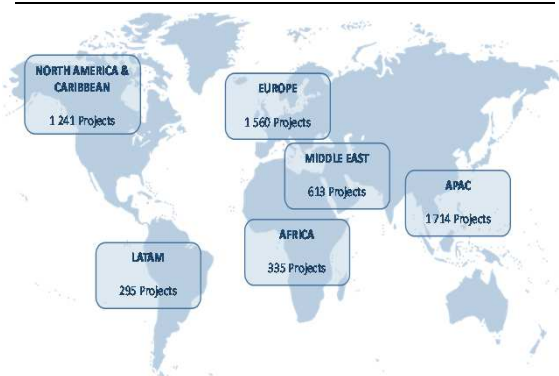 NORTH AMERICA &
CARIBBEAN
1 241 Projects
EUROPE
1 560 Projects
MIDDLE EAST
613 Projects
APAC
1 714 Projects
AFRICA
335 Projects
LATAM
295 Projects